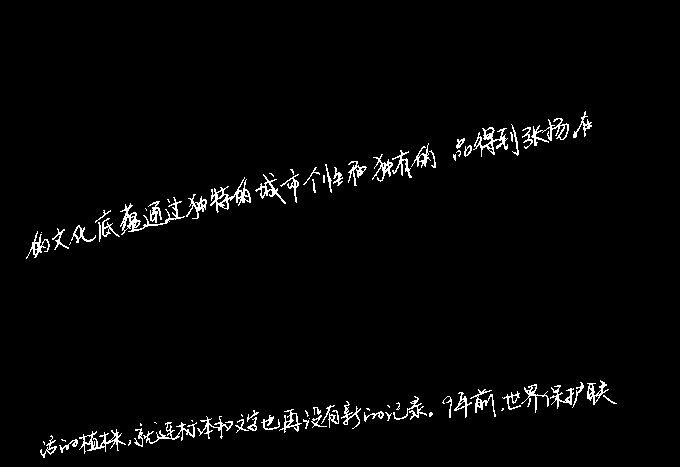 的文化底蕴通过独特的城市个性和独有的 品得到张扬。在
活的植株，就连标本和文字也再没有新的记录。9年前，世界保护联